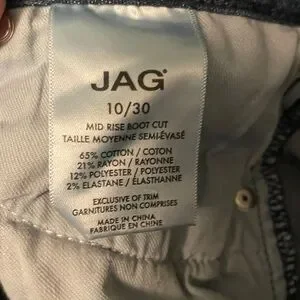 JAG®
10/30
MID RISE BOOT CUT
TAILLE MOYENNE SEMI-ÉVASÉ
65% COTTON / COTON
21% RAYON / RAYONNE
12% POLYESTER / POLYESTER
2% ELASTANE / ÉLASTHANNE
EXCLUSIVE OF TRIM
GARNITURES NON COMPRISES
MADE IN CHINA
FABRIQUÉ EN CHINE